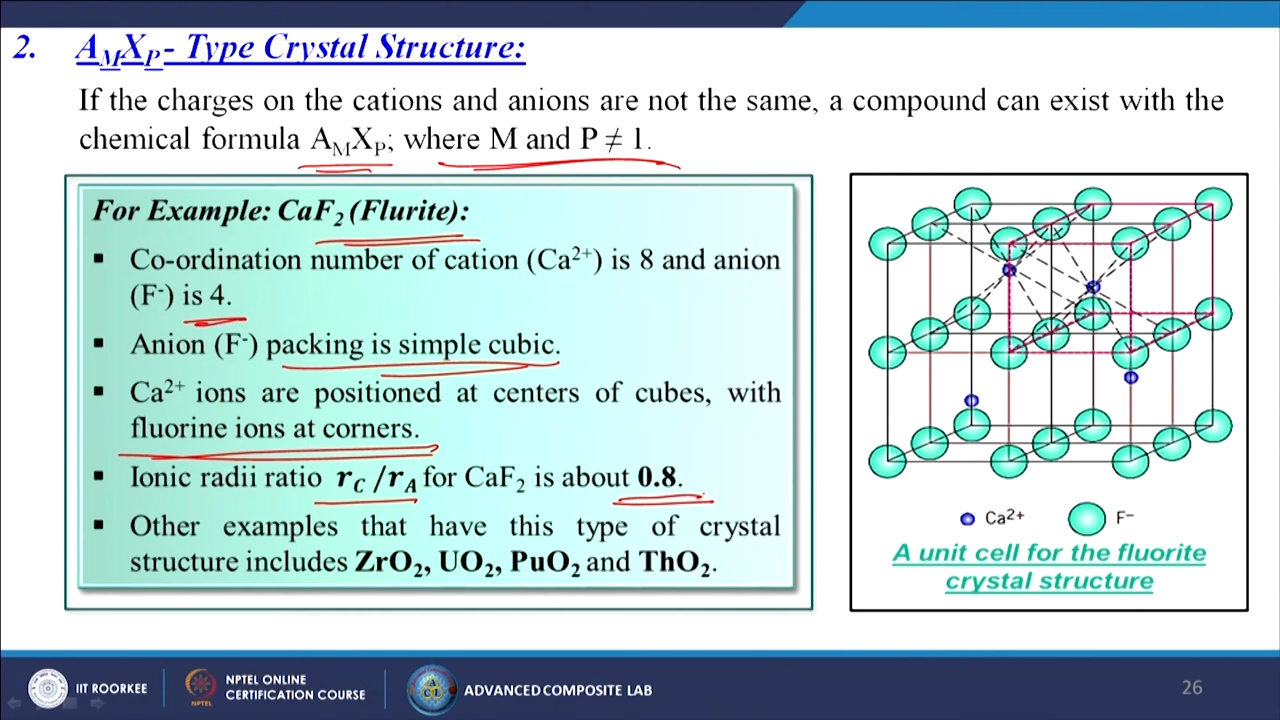 2. AMXP- Type Crystal Structure:
If the charges on the cations and anions are not the same, a compound can exist with the
chemical formula AMXP; where M and P ≠ 1.
For Example: CaF2 (Flurite):
▪ Co-ordination number of cation (Ca2+) is 8 and anion
(F-) is 4.
▪ Anion (F-) packing is simple cubic.
▪ Ca2+ ions are positioned at centers of cubes, with
fluorine ions at corners.
▪ Ionic radii ratio rC /rA for CaF2 is about 0.8.
▪ Other examples that have this type of crystal
structure includes ZrO2, UO2, PuO2 and ThO2.
Ca2+ F−
A unit cell for the fluorite
crystal structure
IIT ROORKEE
NPTEL ONLINE
CERTIFICATION COURSE
ADVANCED COMPOSITE LAB
26